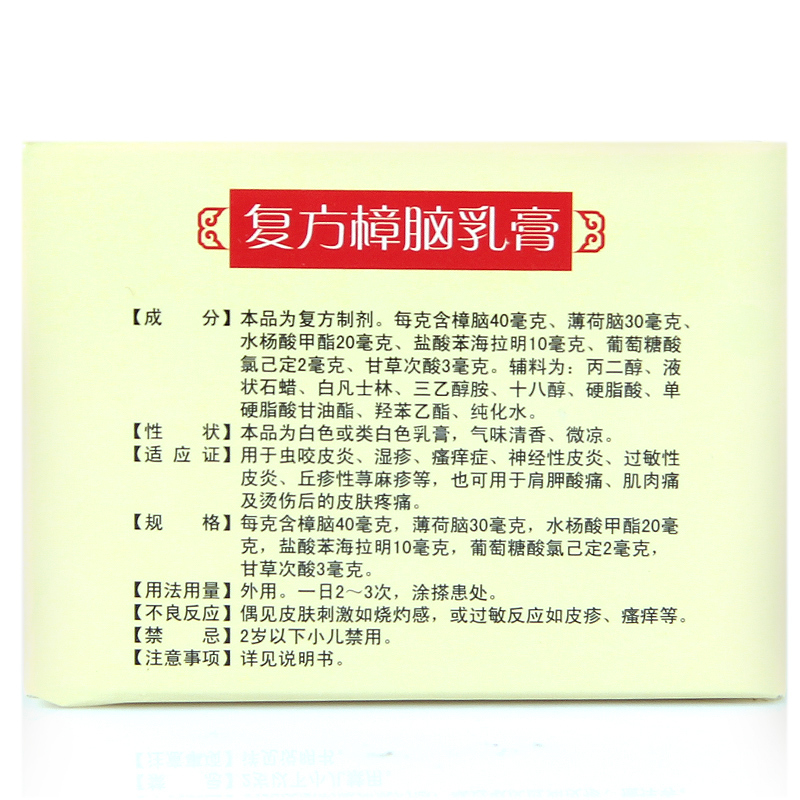 复方樟脑乳膏
【成 分】本品为复方制剂。每克含樟脑40毫克、薄荷脑30毫克、
水杨酸甲酯20毫克、盐酸苯海拉明10毫克、葡萄糖酸
氯己定2毫克、甘草次酸3毫克。辅料为：丙二醇、液
状石蜡、白凡士林、三乙醇胺、十八醇、硬脂酸、单
硬脂酸甘油酯、羟苯乙酯、纯化水。
【性 状】本品为白色或类白色乳膏，气味清香、微凉。
【适 应 证】用于虫咬皮炎、湿疹、瘙痒症、神经性皮炎、过敏性
皮炎、丘疹性荨麻疹等，也可用于肩胛酸痛、肌肉痛
及烫伤后的皮肤疼痛。
【规 格】每克含樟脑40毫克，薄荷脑30毫克，水杨酸甲酯20毫
克，盐酸苯海拉明10毫克，葡萄糖酸氯己定2毫克，
甘草次酸3毫克。
【用法用量】外用。一日2～3次，涂搽患处。
【不良反应】偶见皮肤刺激如烧灼感，或过敏反应如皮疹、瘙痒等。
【禁 忌】2岁以下小儿禁用。
【注意事项】详见说明书。